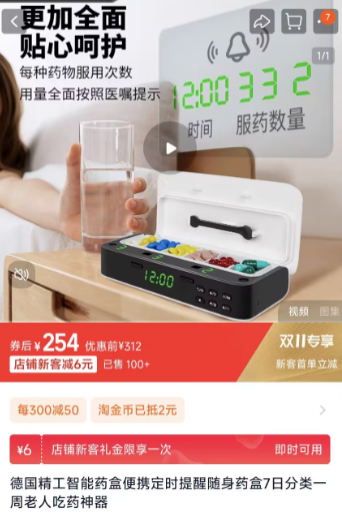 更加全面
贴心呵护
每种药物服用次数
用量全面按照医嘱提示
7
1/1
12:00 3 3 2
时间 服药数量
12:00
视频 图集
券后¥254 优惠前¥312
双11专享
店铺新客减6元 已售 100+
新客首单立减
每300减50 淘金币已抵2元
¥6 店铺新客礼金限享一次 即时可用
德国精工智能药盒便携定时提醒随身药盒7日分类一
周老人吃药神器